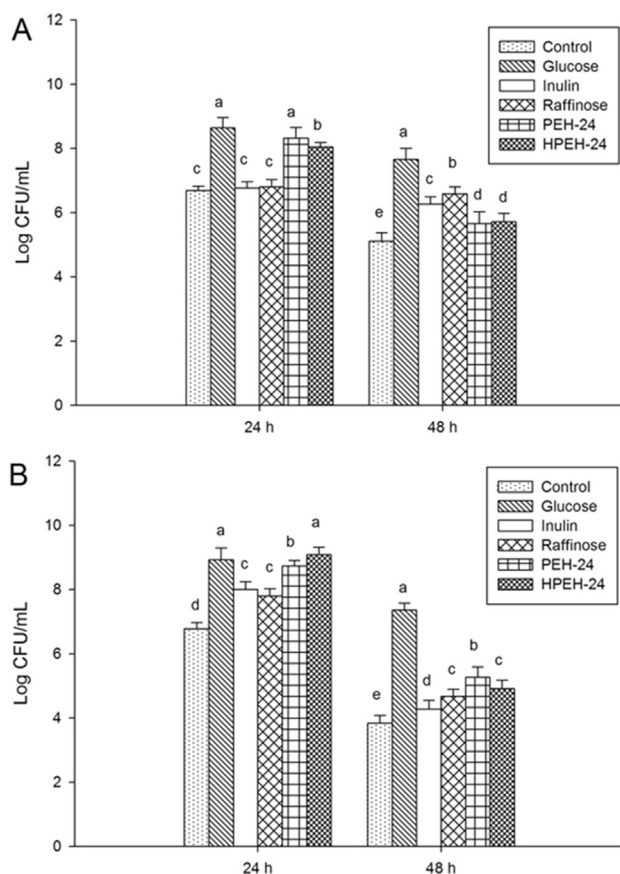 A
12
10
8
6
4
2
0
Log CFU/mL
Control
Glucose
Inulin
Raffinose
PEH-24
HPEH-24
c
a
c
c
a
b
e
a
c
b
d
d
24 h
48 h
B
12
10
8
6
4
2
0
Log CFU/mL
Control
Glucose
Inulin
Raffinose
PEH-24
HPEH-24
d
a
c
c
b
a
e
a
d
c
b
c
24 h
48 h